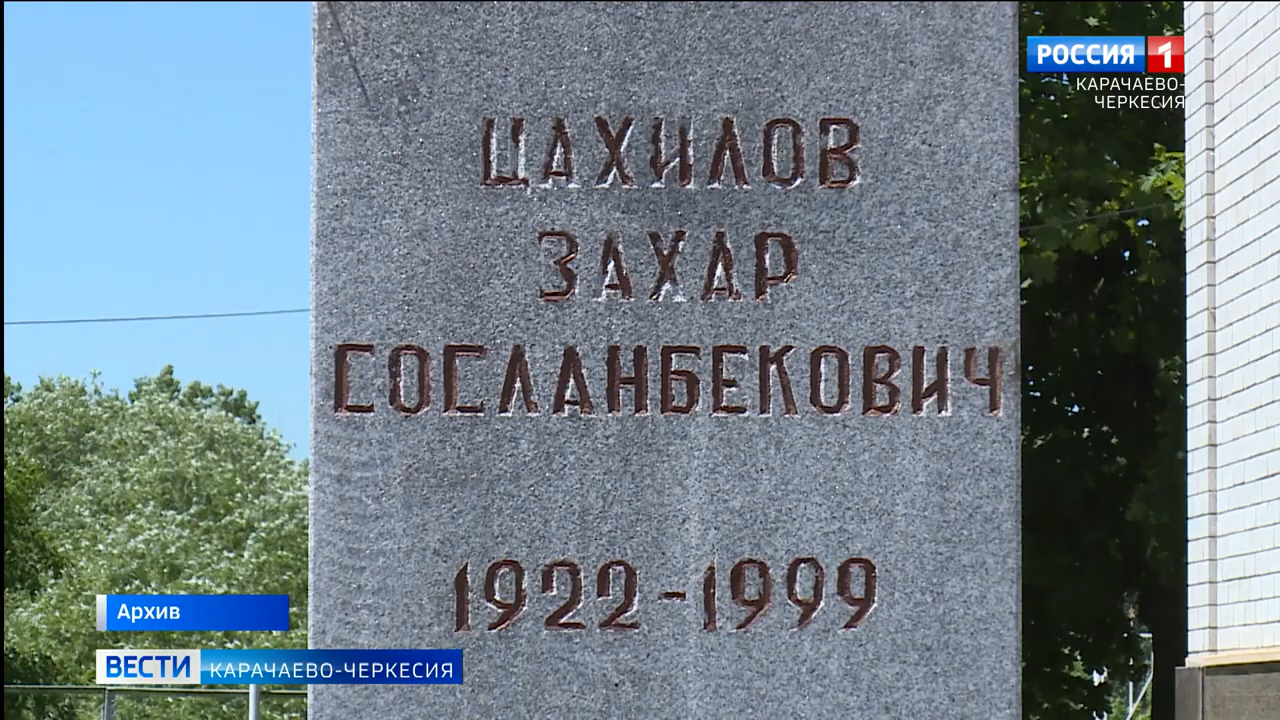 РОССИЯ 1
КАРАЧАЕВО-
ЧЕРКЕСИЯ
ЦАХИЛОВ
ЗАХАР
СОСЛАНБЕКОВИЧ
1922-1999
Архив
ВЕСТИ КАРАЧАЕВО-ЧЕРКЕСИЯ